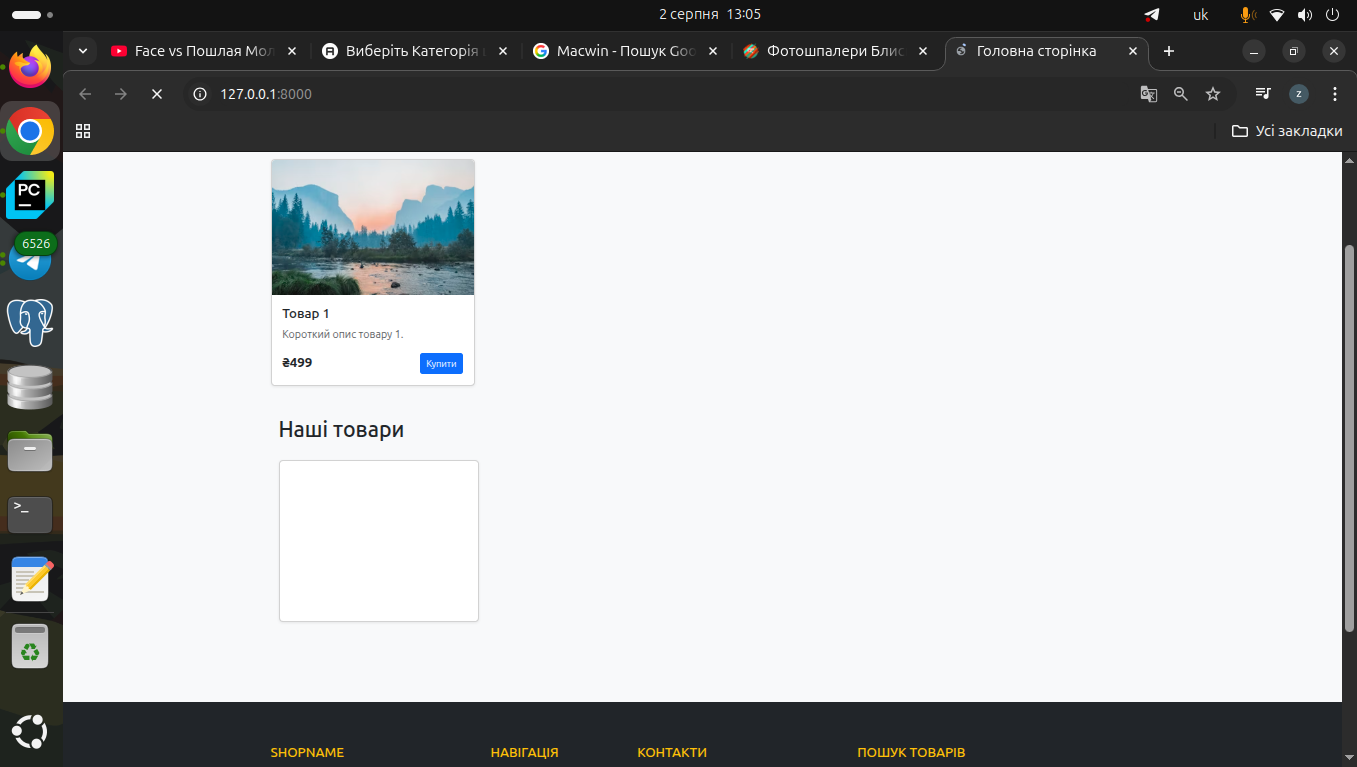 2 серпня 13:05
uk
Face vs Пошлая Мол
Виберіть Категорія
Macwin - Пошук Goo
Фотошпалери Блис
Головна сторінка
127.0.0.1:8000
z
Усі закладки
PC
6526
>_
Товар 1
Короткий опис товару 1.
₴499
Купити
Наші товари
SHOPNAME
НАВІГАЦІЯ
КОНТАКТИ
ПОШУК ТОВАРІВ